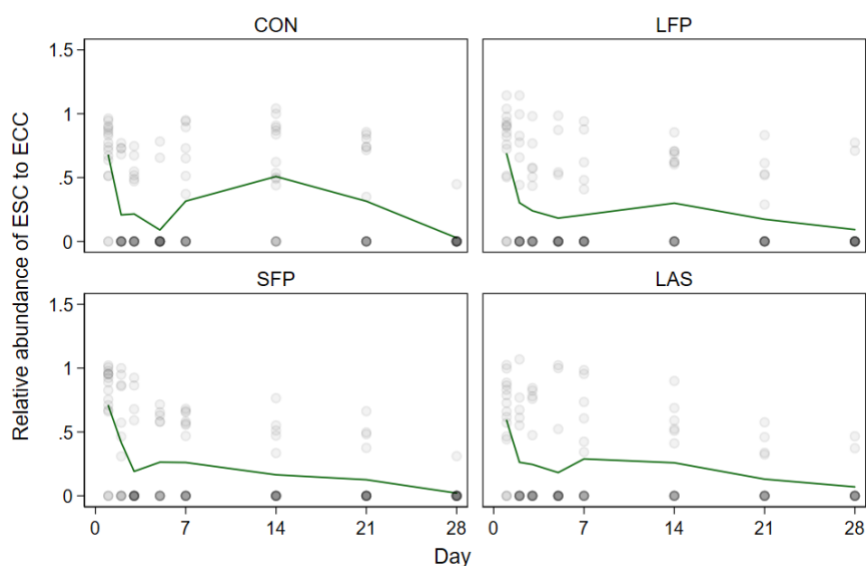 CON
LFP
1.5
1
.5
0
SFP
LAS
1.5
1
.5
0
Relative abundance of ESC to ECC
0 7 14 21 28
0 7 14 21 28
Day